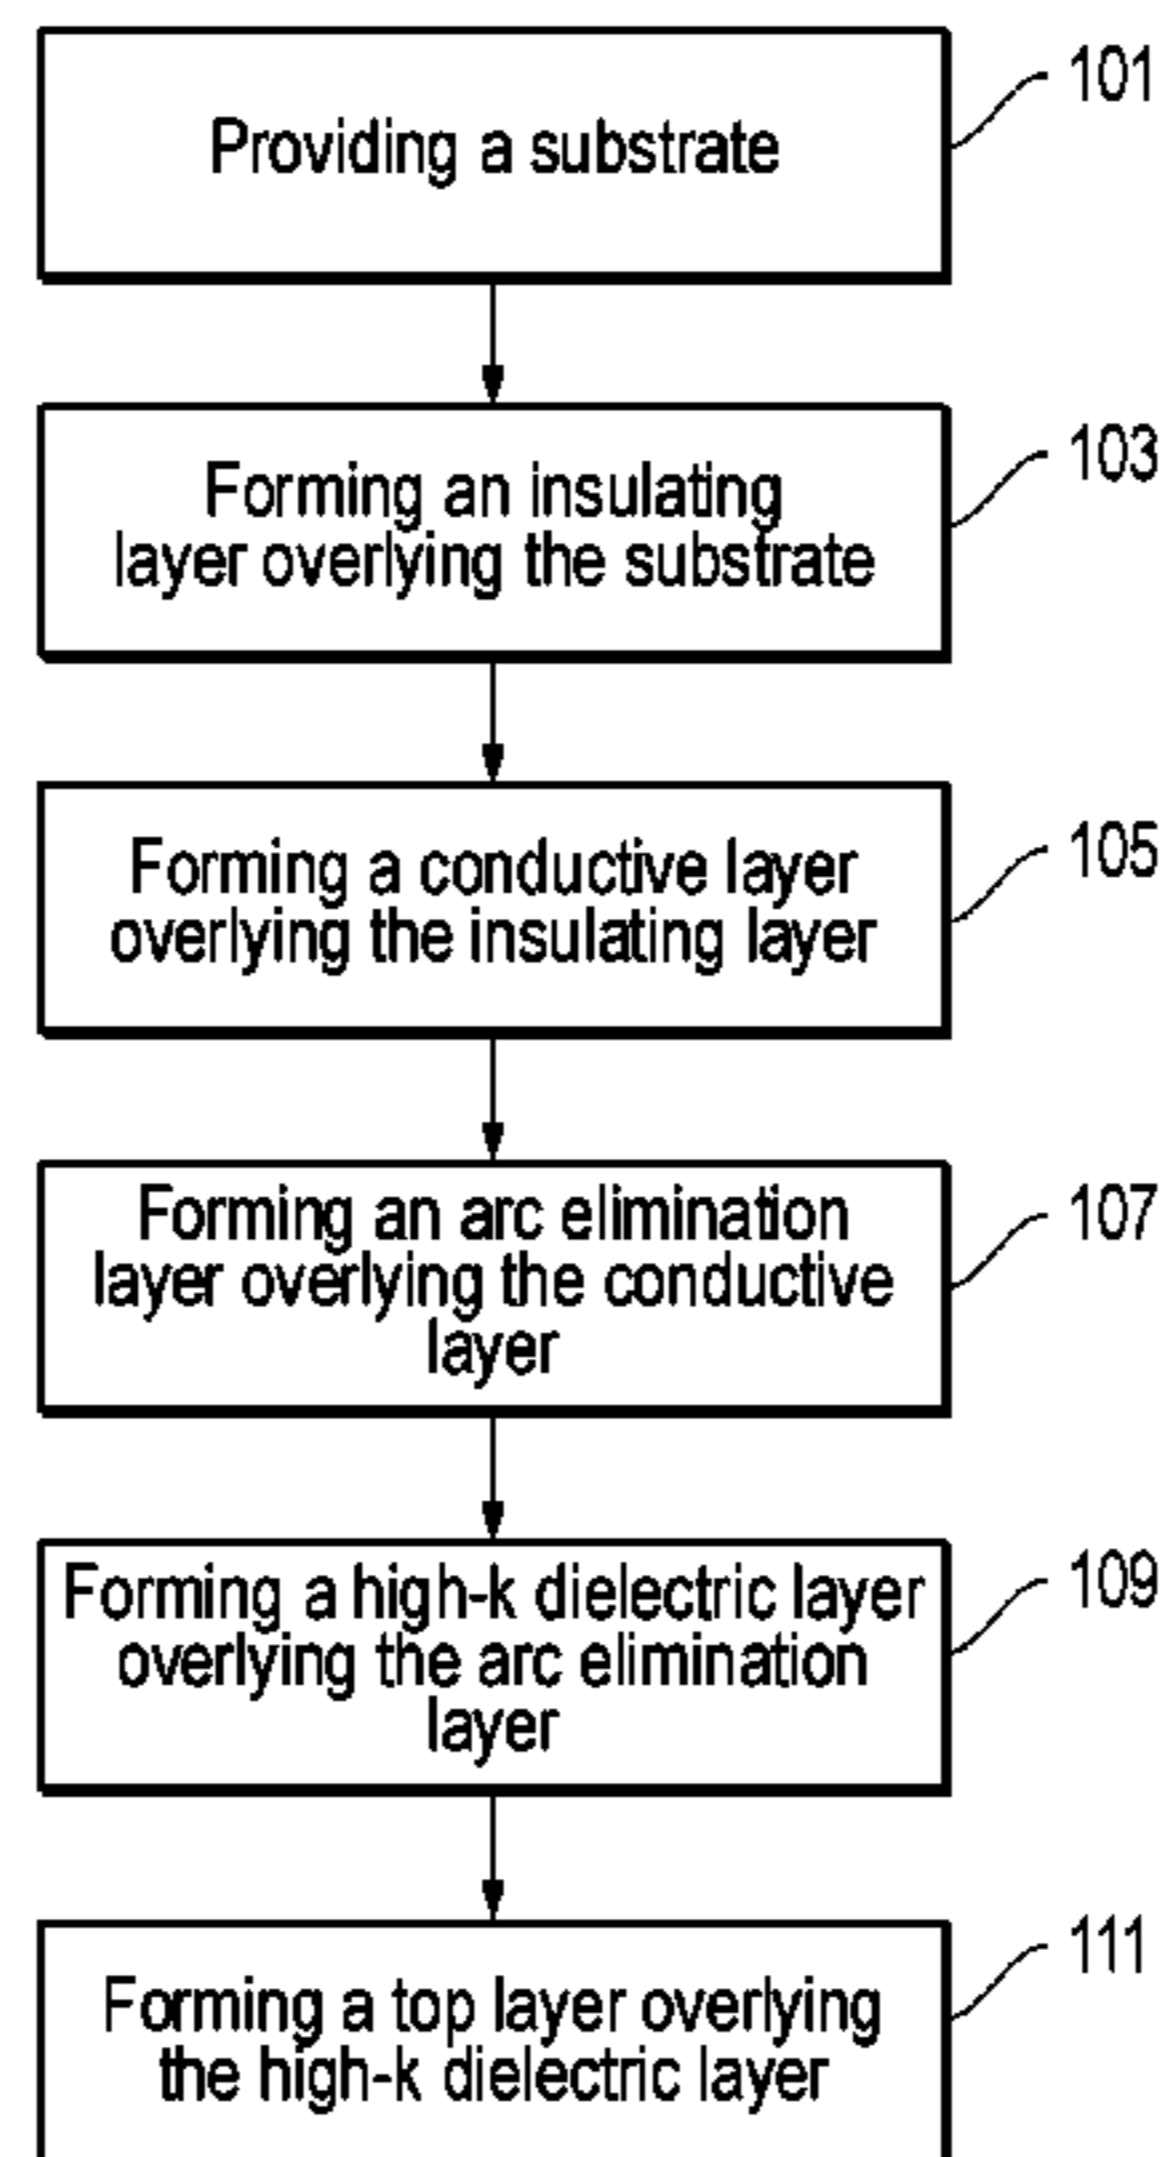 Providing a substrate
101
Forming an insulating
layer overlying the substrate
103
Forming a conductive layer
overlying the insulating layer
105
Forming an arc elimination
layer overlying the conductive
layer
107
Forming a high-k dielectric layer
overlying the arc elimination
layer
109
Forming a top layer overlying
the high-k dielectric layer
111